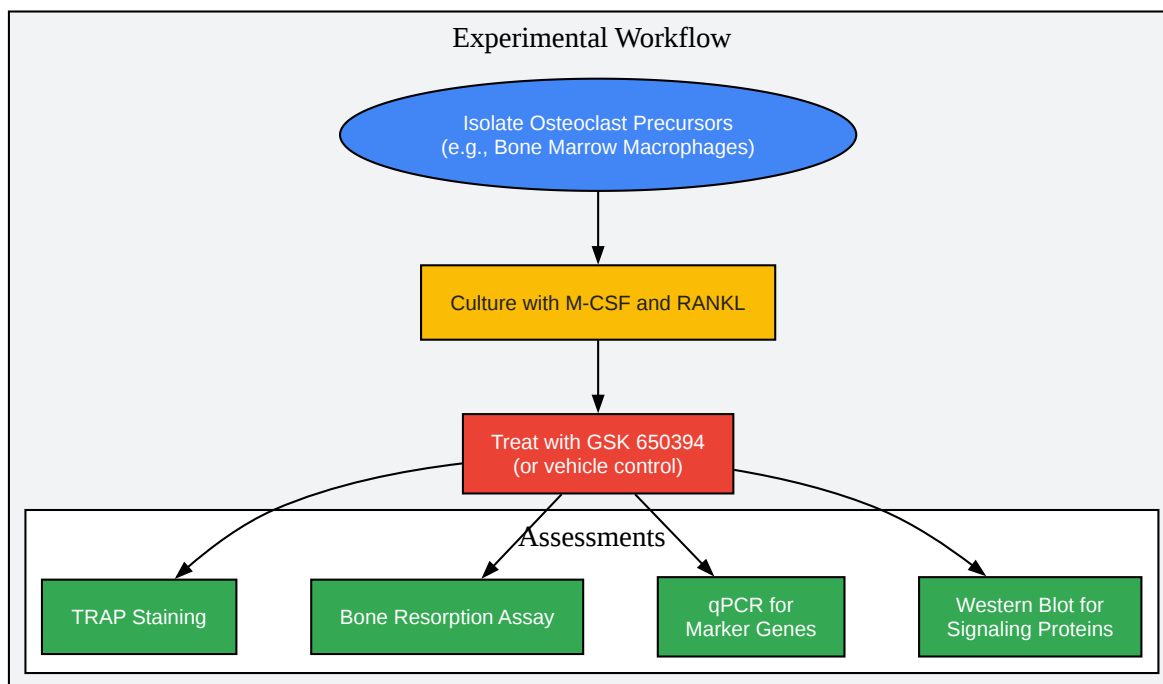 Experimental Workflow
Isolate Osteoclast Precursors
(e.g., Bone Marrow Macrophages)
Culture with M-CSF and RANKL
Treat with GSK 650394
(or vehicle control)
Assessments
TRAP Staining
Bone Resorption Assay
qPCR for
Marker Genes
Western Blot for
Signaling Proteins